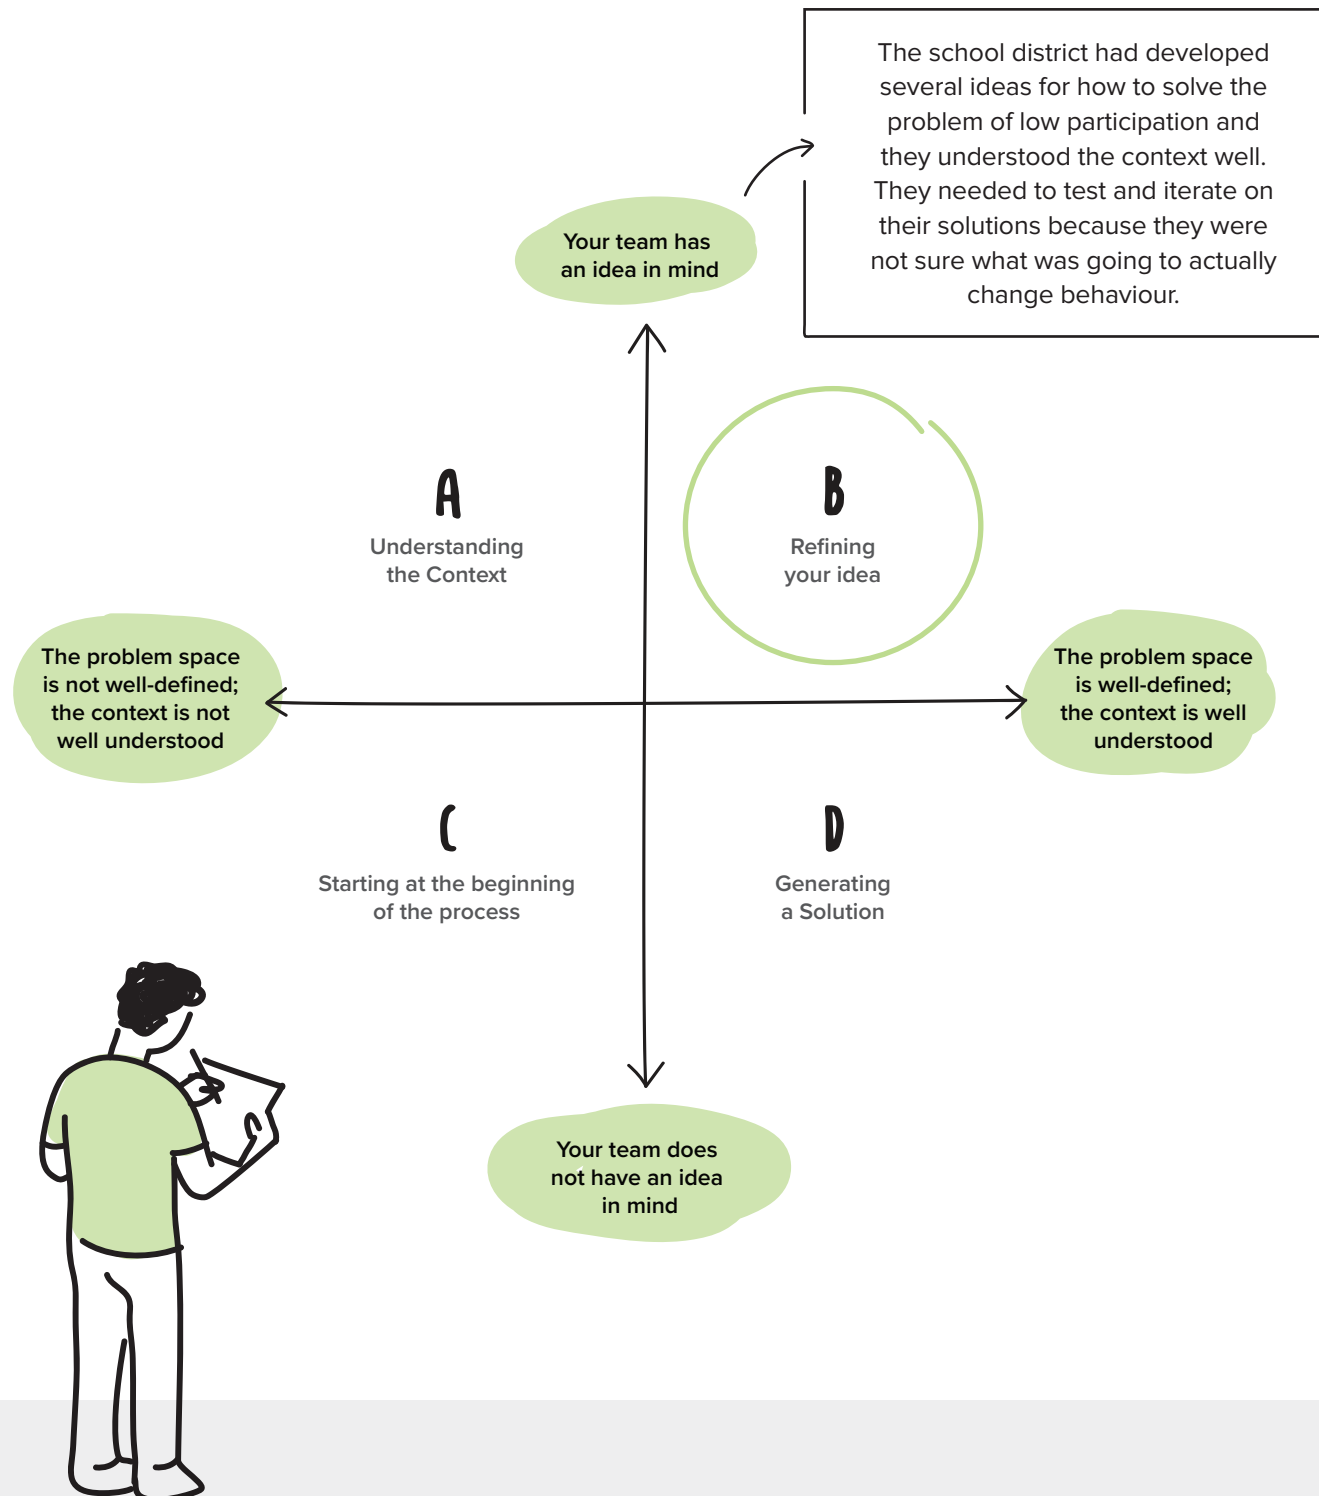 The school district had developed
several ideas for how to solve the
problem of low participation and
they understood the context well.
They needed to test and iterate on
their solutions because they were
not sure what was going to actually
change behaviour.
Your team has
an idea in mind
A
Understanding
the Context
B
Refining
your idea
The problem space
is not well-defined;
the context is not
well understood
The problem space
is well-defined;
the context is well
understood
C
Starting at the beginning
of the process
D
Generating
a Solution
Your team does
not have an idea
in mind